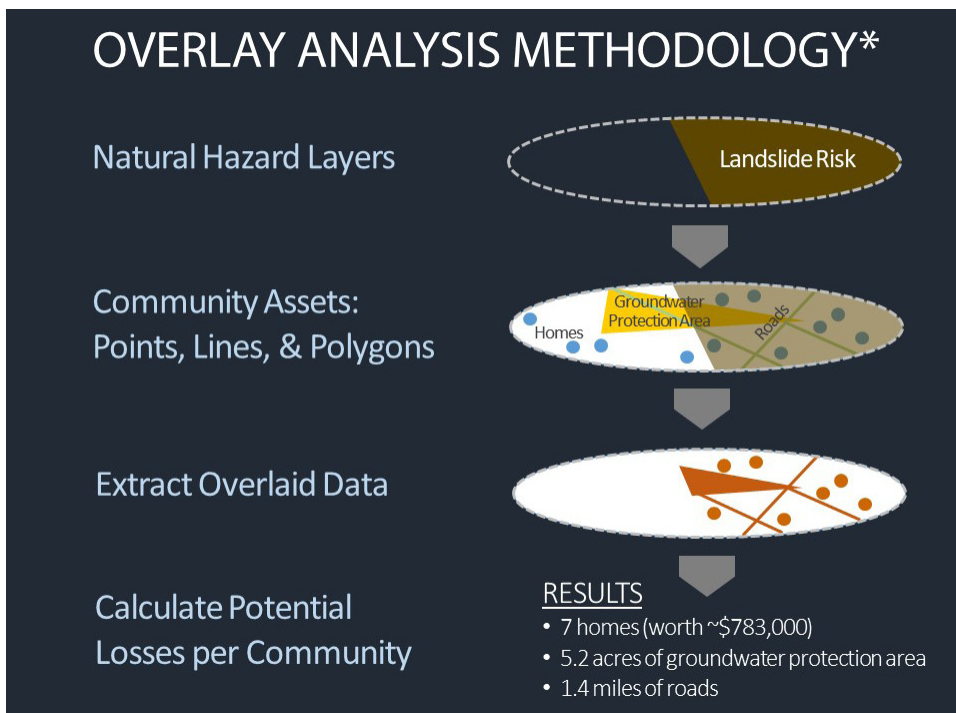 OVERLAY ANALYSIS METHODOLOGY*
Natural Hazard Layers
Landslide Risk
Community Assets:
Points, Lines, & Polygons
Groundwater
Protection Area
Homes
Roads
Extract Overlaid Data
Calculate Potential
Losses per Community
RESULTS
• 7 homes (worth ~$783,000)
• 5.2 acres of groundwater protection area
• 1.4 miles of roads